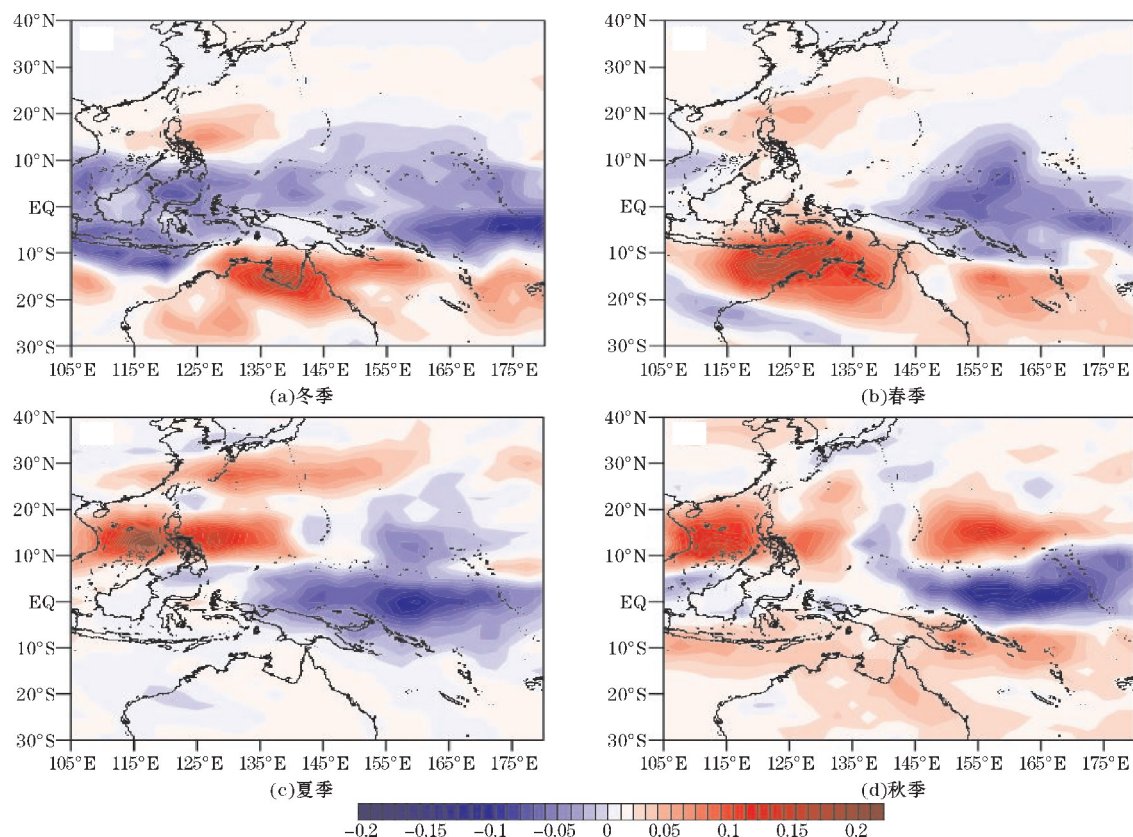 40°N 40°N
30°N 30°N
20°N 20°N
10°N 10°N
EQ EQ
10°S 10°S
20°S 20°S
30°S 30°S
105°E 115°E 125°E 135°E 145°E 155°E 165°E 175°E 105°E 115°E 125°E 135°E 145°E 155°E 165°E 175°E
(a)冬季 (b)春季
40°N 40°N
30°N 30°N
20°N 20°N
10°N 10°N
EQ EQ
10°S 10°S
20°S 20°S
30°S 30°S
105°E 115°E 125°E 135°E 145°E 155°E 165°E 175°E 105°E 115°E 125°E 135°E 145°E 155°E 165°E 175°E
(c)夏季 (d)秋季
−0.2 −0.15 −0.1 −0.05 0 0.05 0.1 0.15 0.2